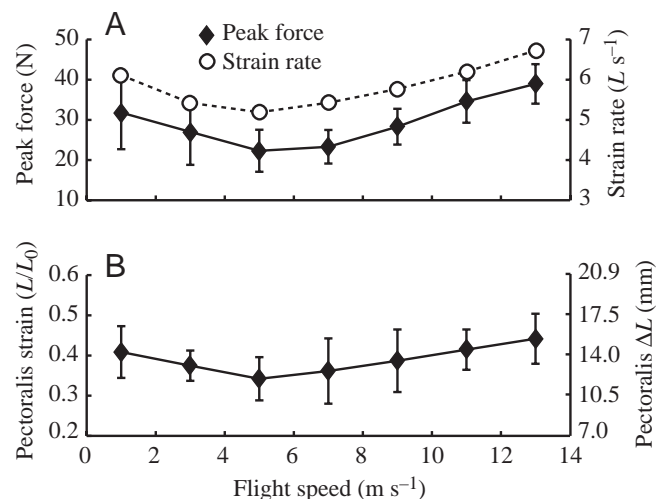 A
Peak force
Strain rate
Peak force (N)
50
40
30
20
10
7
6
5
4
3
Strain rate (L s–1)
B
Pectoralis strain (L/L0)
0.6
0.5
0.4
0.3
0.2
20.9
17.5
14.0
10.5
7.0
Pectoralis ΔL (mm)
0 2 4 6 8 10 12 14
Flight speed (m s–1)